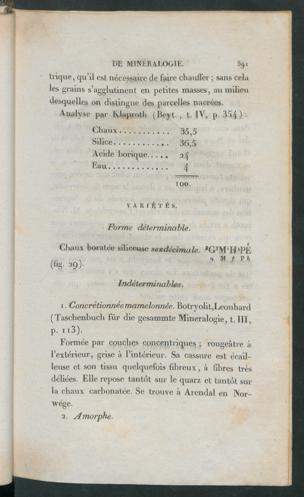 DE MINERALOGIE. 591
trique, qu'il est nécessaire de faire chauffer ; sans cela
les grains s'agglutinent en petites masses, au milieu
desquelles on distingue des parcelles nacrées.
Analyse par Klaproth (Beyt., t. IV, p. 354).
Chaux........... 35,5
Silice........... 36,5
Acide borique..... 24
Eau............ 4
100.
VARIÉTÉS.
Forme déterminable.
Chaux boratée siliceuse sexdécimale.
(fig. 29).
Indéterminables.
1. Concrétionnée mamelonnée. Botryolit, Leonhard
(Taschenbuch für die gesammte Mineralogie, t. III,
p. 113).
Formée par couches concentriques ; rougeâtre à
l'extérieur, grise à l'intérieur. Sa cassure est écail-
leuse et son tissu quelquefois fibreux, à fibres très
déliées. Elle repose tantôt sur le quarz et tantôt sur
la chaux carbonatée. Se trouve à Arendal en Nor-
wége.
2. Amorphe.